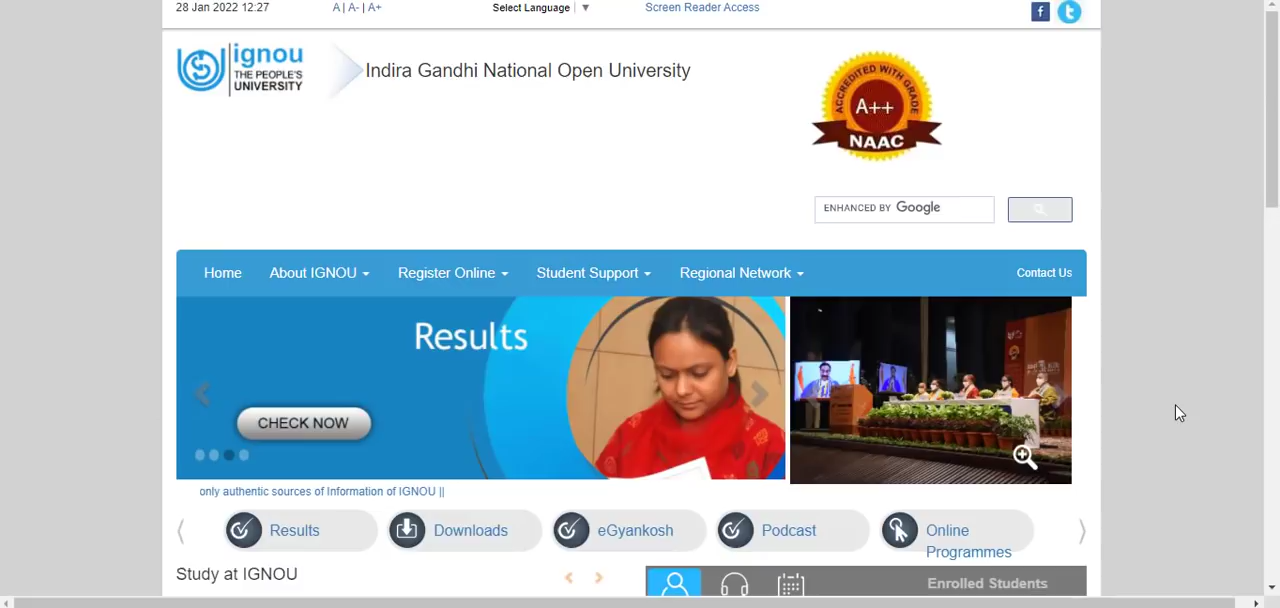 28 Jan 2022 12:27
A | A- | A+
Select Language ▼
Screen Reader Access
f
t
ignou
THE PEOPLE'S
UNIVERSITY
Indira Gandhi National Open University
ACCREDITED WITH GRADE
A++
NAAC
ENHANCED BY Google
Home
About IGNOU
Register Online
Student Support
Regional Network
Contact Us
Results
CHECK NOW
only authentic sources of Information of IGNOU ||
Results
Downloads
eGyankosh
Podcast
Online
Programmes
Study at IGNOU
Enrolled Students